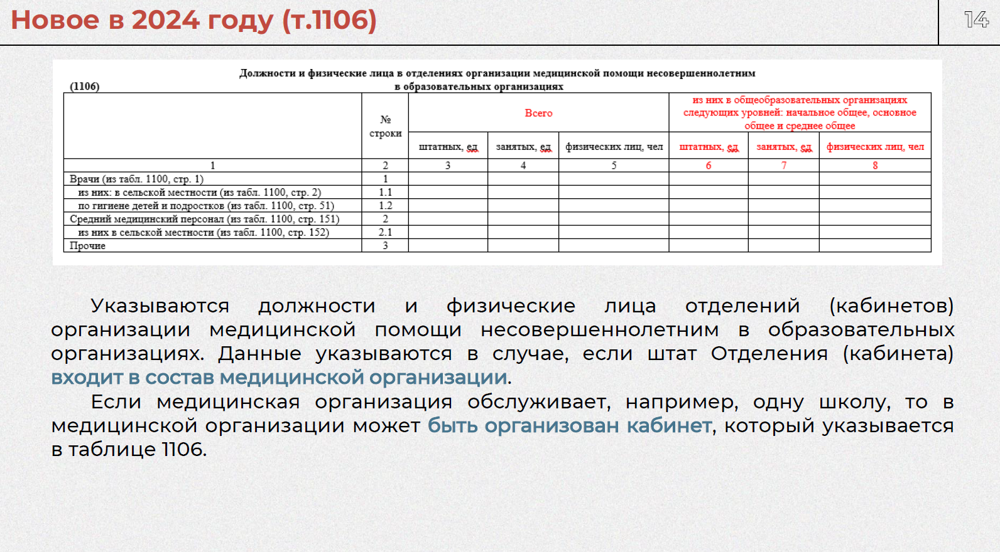 Новое в 2024 году (т.1106)
14
Должности и физические лица в отделениях организации медицинской помощи несовершеннолетним
(1106) в образовательных организациях
№ строки
Всего
из них в общеобразовательных организациях
следующих уровней: начальное общее, основное
общее и среднее общее
штатных, ед занятых, ед физических лиц, чел штатных, ед занятых, ед физических лиц, чел
1 2 3 4 5 6 7 8
Врачи (из табл. 1100, стр. 1) 1
из них: в сельской местности (из табл. 1100, стр. 2) 1.1
по гигиене детей и подростков (из табл. 1100, стр. 51) 1.2
Средний медицинский персонал (из табл. 1100, стр. 151) 2
из них в сельской местности (из табл. 1100, стр. 152) 2.1
Прочие 3
Указываются должности и физические лица отделений (кабинетов)
организации медицинской помощи несовершеннолетним в образовательных
организациях. Данные указываются в случае, если штат Отделения (кабинета)
входит в состав медицинской организации.
Если медицинская организация обслуживает, например, одну школу, то в
медицинской организации может быть организован кабинет, который указывается
в таблице 1106.